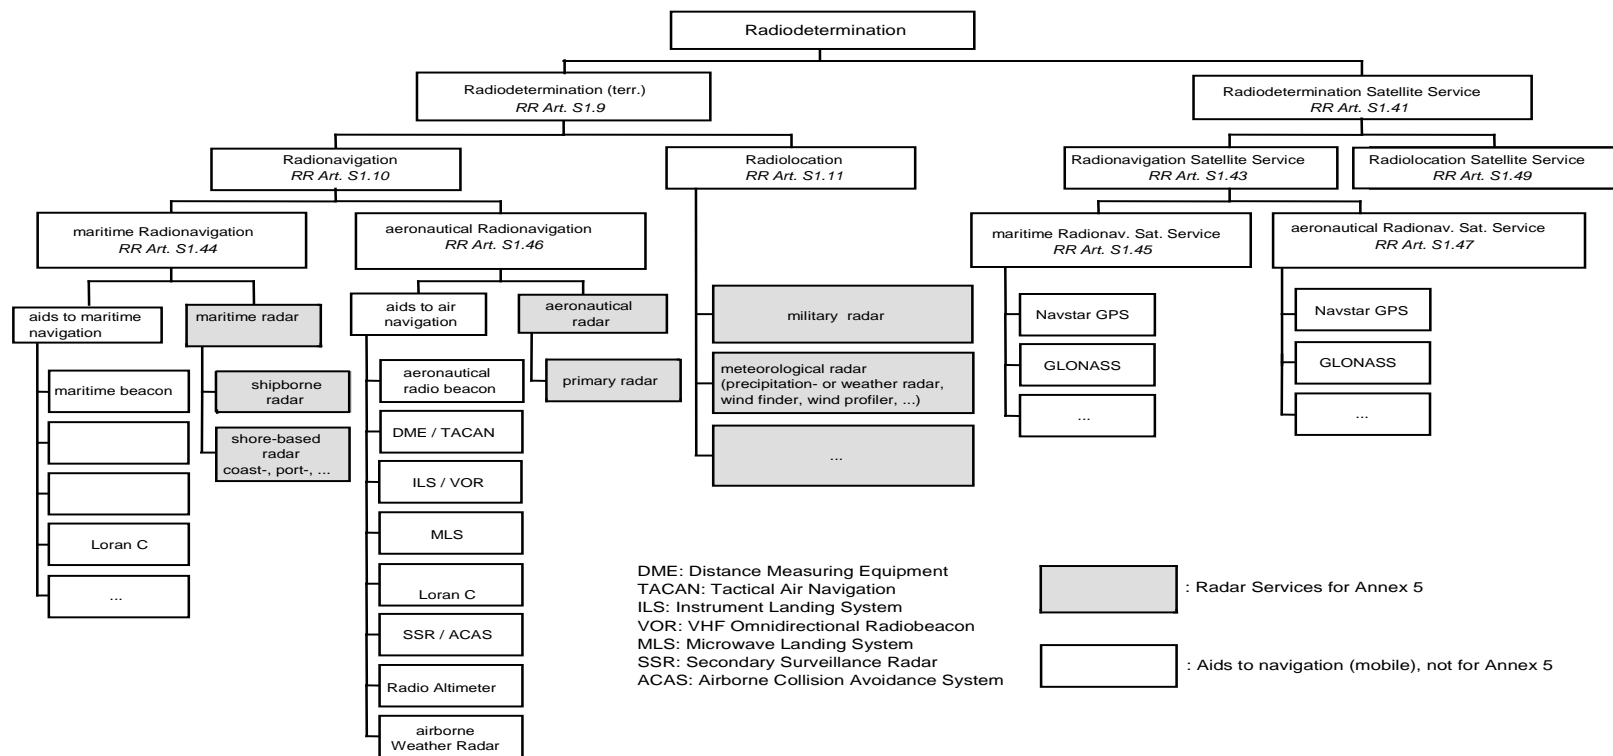 Radiodetermination
Radiodetermination (terr.)
RR Art. S1.9
Radiodetermination Satellite Service
RR Art. S1.41
Radionavigation
RR Art. S1.10
Radiolocation
RR Art. S1.11
Radionavigation Satellite Service
RR Art. S1.43
Radiolocation Satellite Service
RR Art. S1.49
maritime Radionavigation
RR Art. S1.44
aeronautical Radionavigation
RR Art. S1.46
maritime Radionav. Sat. Service
RR Art. S1.45
aeronautical Radionav. Sat. Service
RR Art. S1.47
aids to maritime
navigation
maritime radar
aids to air
navigation
aeronautical
radar
maritime beacon
Loran C
...
shipborne
radar
shore-based
radar
coast-, port-, ...
aeronautical
radio beacon
DME / TACAN
ILS / VOR
MLS
Loran C
SSR / ACAS
Radio Altimeter
airborne
Weather Radar
primary radar
military radar
meteorological radar
(precipitation- or weather radar,
wind finder, wind profiler, ...)
...
Navstar GPS
GLONASS
...
Navstar GPS
GLONASS
...
DME: Distance Measuring Equipment
TACAN: Tactical Air Navigation
ILS: Instrument Landing System
VOR: VHF Omnidirectional Radiobeacon
MLS: Microwave Landing System
SSR: Secondary Surveillance Radar
ACAS: Airborne Collision Avoidance System
: Radar Services for Annex 5
: Aids to navigation (mobile), not for Annex 5